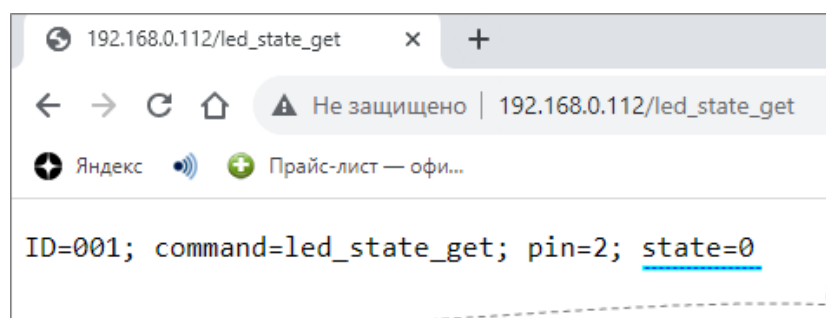 192.168.0.112/led_state_get
Не защищено | 192.168.0.112/led_state_get
Яндекс Прайс-лист — офи...
ID=001; command=led_state_get; pin=2; state=0